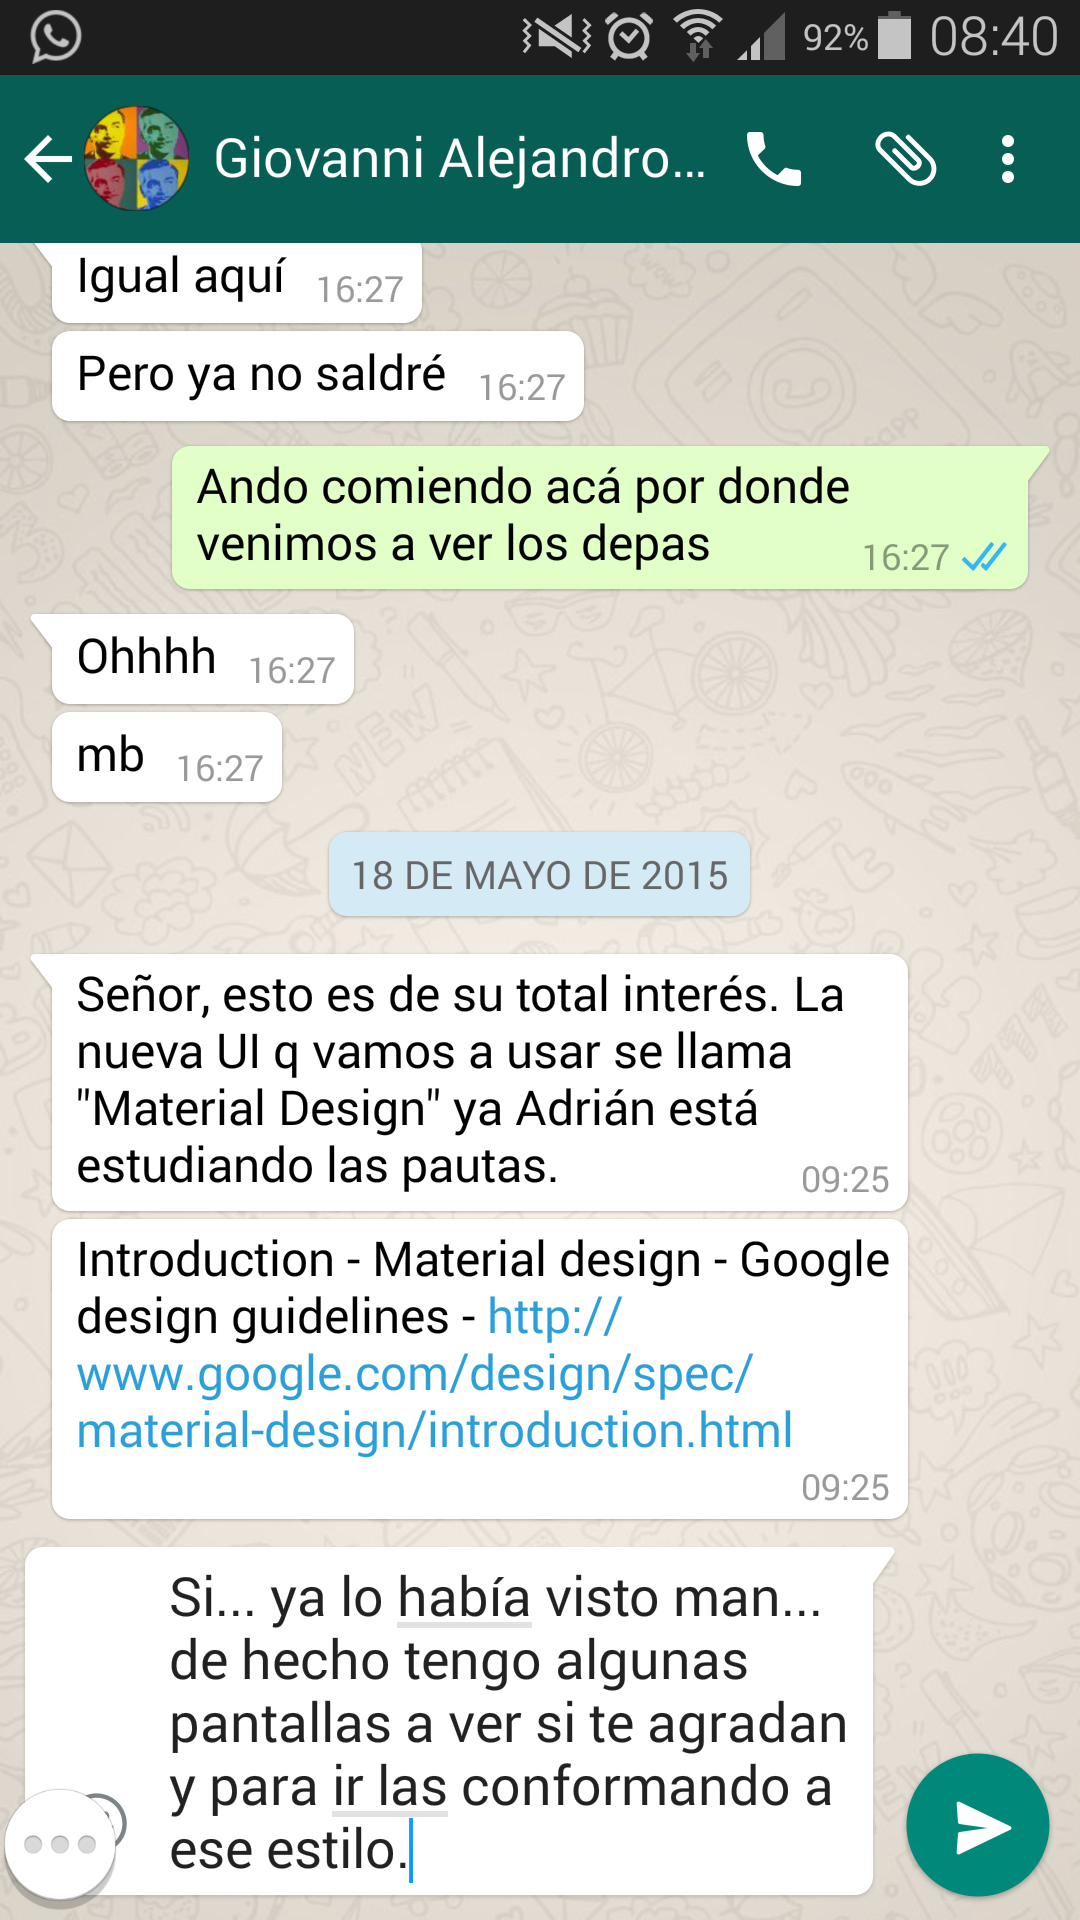 92% 08:40
Giovanni Alejandro...
Igual aquí 16:27
Pero ya no saldré 16:27
Ando comiendo acá por donde
venimos a ver los depas 16:27
Ohhhh 16:27
mb 16:27
18 DE MAYO DE 2015
Señor, esto es de su total interés. La
nueva UI q vamos a usar se llama
"Material Design" ya Adrián está
estudiando las pautas. 09:25
Introduction - Material design - Google
design guidelines - http://
www.google.com/design/spec/
material-design/introduction.html
09:25
Si... ya lo había visto man...
de hecho tengo algunas
pantallas a ver si te agradan
y para ir las conformando a
ese estilo.